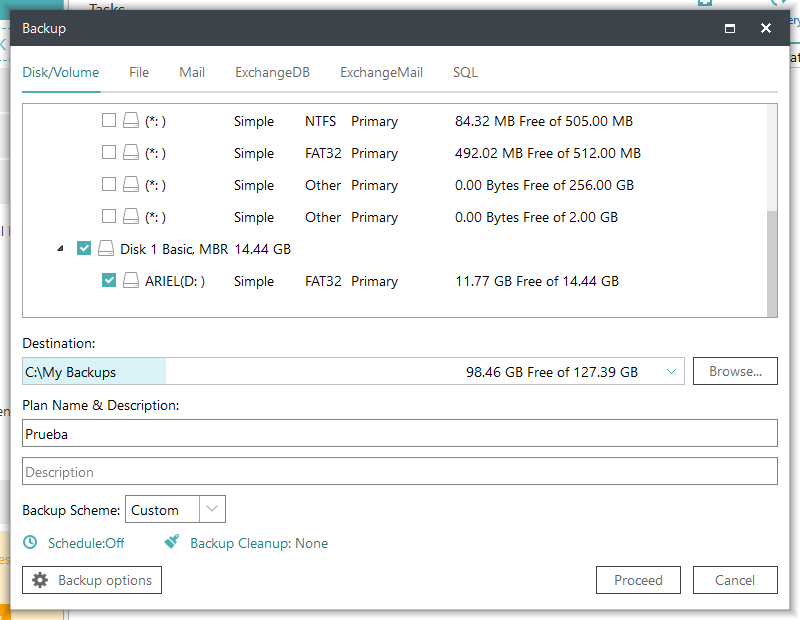 Tasks
Backup
Disk/Volume File Mail ExchangeDB ExchangeMail SQL
(*: ) Simple NTFS Primary 84.32 MB Free of 505.00 MB
(*: ) Simple FAT32 Primary 492.02 MB Free of 512.00 MB
(*: ) Simple Other Primary 0.00 Bytes Free of 256.00 GB
(*: ) Simple Other Primary 0.00 Bytes Free of 2.00 GB
Disk 1 Basic, MBR 14.44 GB
ARIEL(D: ) Simple FAT32 Primary 11.77 GB Free of 14.44 GB
Destination:
C:\My Backups 98.46 GB Free of 127.39 GB Browse...
Plan Name & Description:
Prueba
Description
Backup Scheme: Custom
Schedule:Off Backup Cleanup: None
Backup options Proceed Cancel